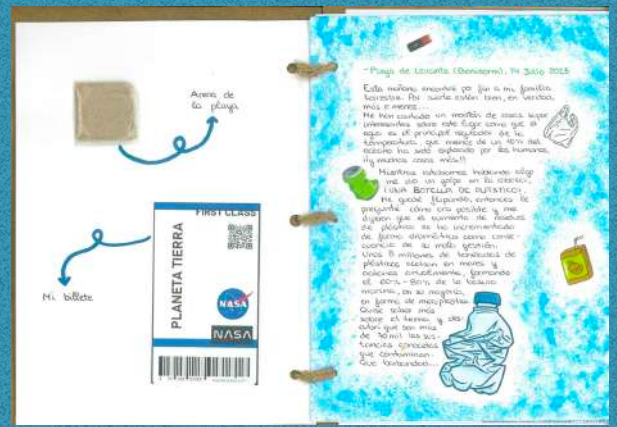 Arena de
la playa
Mi billete
FIRST CLASS
PLANETA TIERRA
NASA
NASA
- Playa de Levante (Benidorm), 14 Julio 2023
Esta mañana encontré por fin a mi familia
terrestre. Por suerte están bien, en verdad,
más o menos...
Me han contado un montón de cosas súper
interesantes sobre este lugar como que el
agua es el principal regulador de la
temperatura, que menos de un 10% del
océano ha sido explorado por los humanos,
¡¡y muchas cosas más!!
Mientras estábamos hablando algo
me dio un golpe en la cabeza,
¡UNA BOTELLA DE PLÁSTICO!.
Me quedé flipando, entonces le
pregunté cómo era posible y me
dijeron que el aumento de residuos
de plástico se ha incrementado
de forma dramática como conse-
cuencia de su mala gestión.
Unos 8 millones de toneladas de
plásticos acaban en mares y
océanos anualmente, formando
el 60% - 80% de la basura
marina, en su mayoría,
en forma de microplásticos.
Quise saber más
sobre el tema y des-
cubrí que son más
de mil las sus-
tancias conocidas
que contaminan.
Que barbaridad...